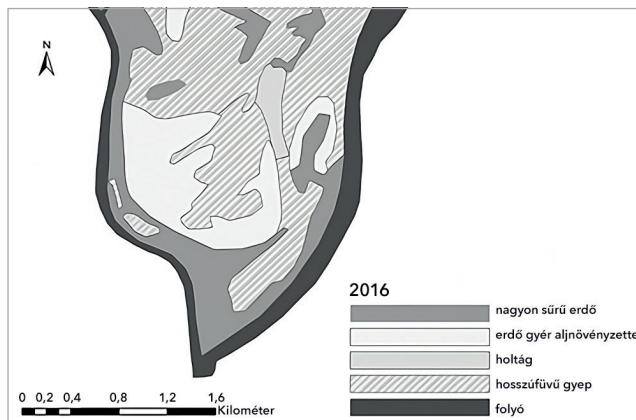 N
2016
nagyon sűrű erdő
erdő gyér aljnövényzette
holtág
hosszúfüvű gyep
folyó
0 0,2 0,4 0,8 1,2 1,6
Kilométer